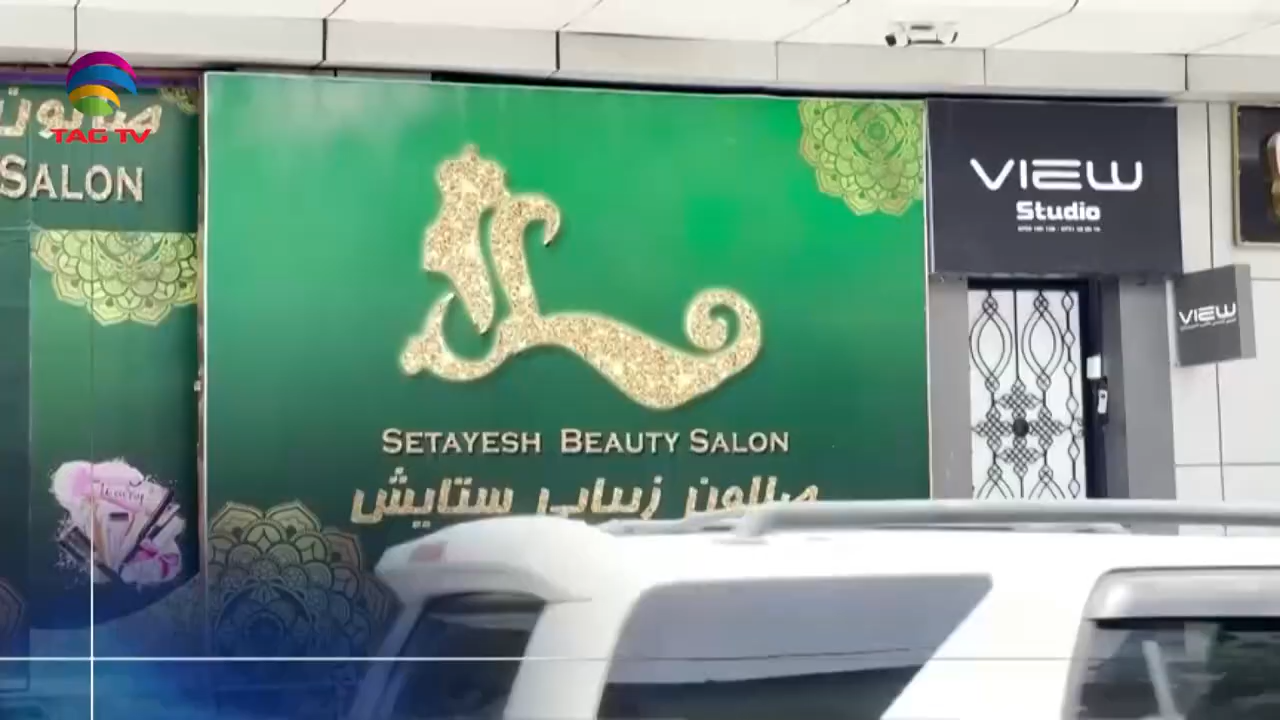 TAG TV
سالون
SALON
SETAYESH BEAUTY SALON
سالون زیبایی ستایش
VIEW
Studio
VIEW